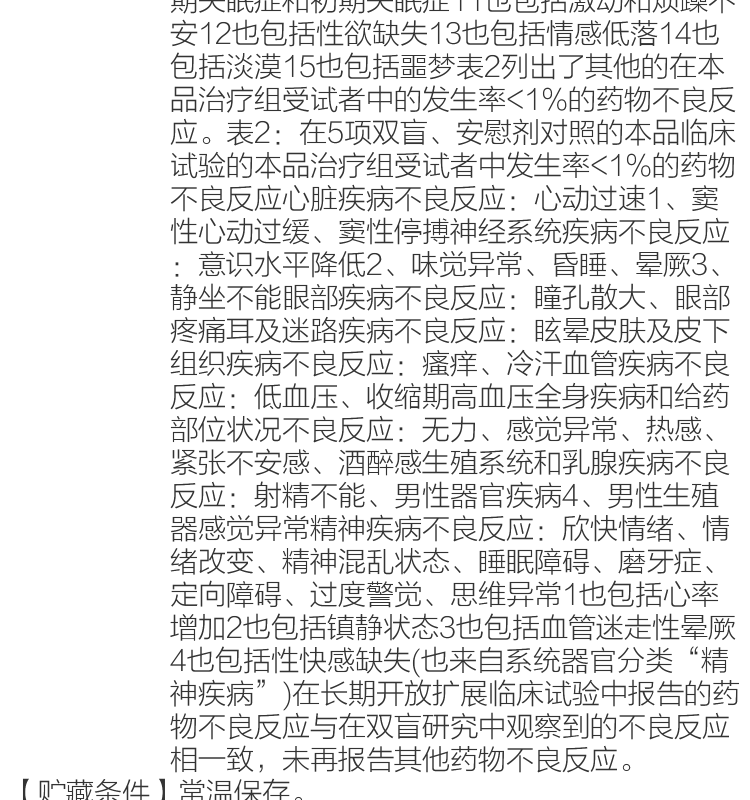 期失眠症和初期失眠症11也包括激动和烦躁不
安12也包括性欲缺失13也包括情感低落14也
包括淡漠15也包括噩梦表2列出了其他的在本
品治疗组受试者中的发生率<1%的药物不良反
应。表2：在5项双盲、安慰剂对照的本品临床
试验的本品治疗组受试者中发生率<1%的药物
不良反应心脏疾病不良反应：心动过速1、窦
性心动过缓、窦性停搏神经系统疾病不良反应
：意识水平降低2、味觉异常、昏睡、晕厥3、
静坐不能眼部疾病不良反应：瞳孔散大、眼部
疼痛耳及迷路疾病不良反应：眩晕皮肤及皮下
组织疾病不良反应：瘙痒、冷汗血管疾病不良
反应：低血压、收缩期高血压全身疾病和给药
部位状况不良反应：无力、感觉异常、热感、
紧张不安感、酒醉感生殖系统和乳腺疾病不良
反应：射精不能、男性器官疾病4、男性生殖
器感觉异常精神疾病不良反应：欣快情绪、情
绪改变、精神混乱状态、睡眠障碍、磨牙症、
定向障碍、过度警觉、思维异常1也包括心率
增加2也包括镇静状态3也包括血管迷走性晕厥
4也包括性快感缺失(也来自系统器官分类“精
神疾病”)在长期开放扩展临床试验中报告的药
物不良反应与在双盲研究中观察到的不良反应
相一致，未再报告其他药物不良反应。
【贮藏条件】常温保存。